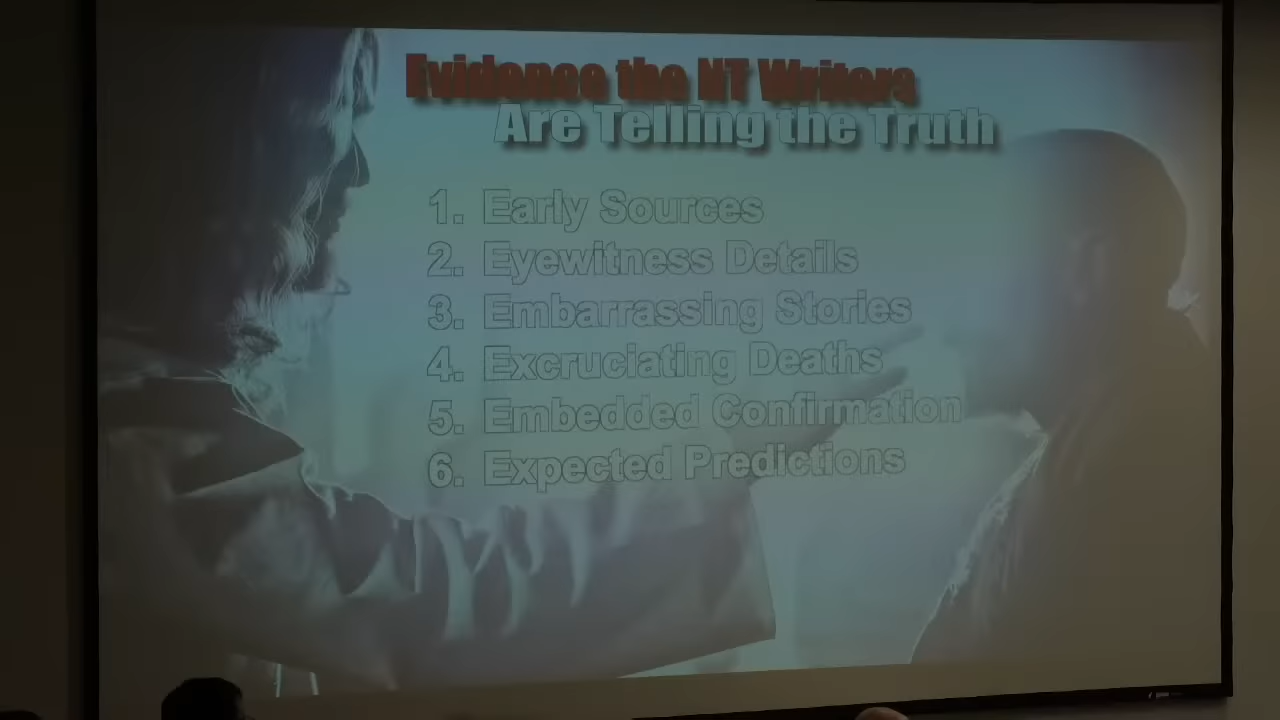 Evidence the NT Writers
Are Telling the Truth
1. Early Sources
2. Eyewitness Details
3. Embarrassing Stories
4. Excruciating Deaths
5. Embedded Confirmation
6. Expected Predictions